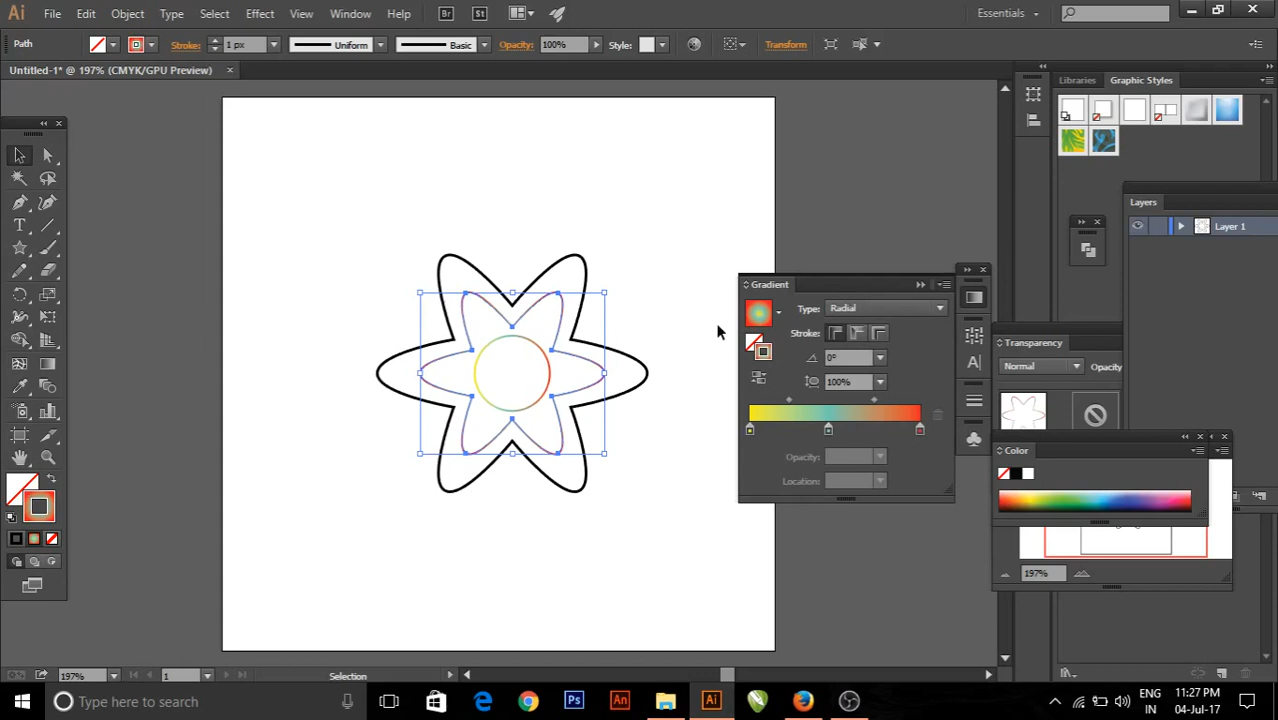 Ai File Edit Object Type Select Effect View Window Help Br St Essentials
Path Stroke: 1 px Uniform Basic Opacity: 100% Style: Transform
Untitled-1* @ 197% (CMYK/GPU Preview) ×
Libraries Graphic Styles
Layers
Layer 1
Gradient
Type: Radial
Stroke:
0°
100%
Opacity:
Location:
Transparency
Normal Opacity
Color
197%
197% 1 Selection
Type here to search Ps An Ai ENG IN 11:27 PM 04-Jul-17